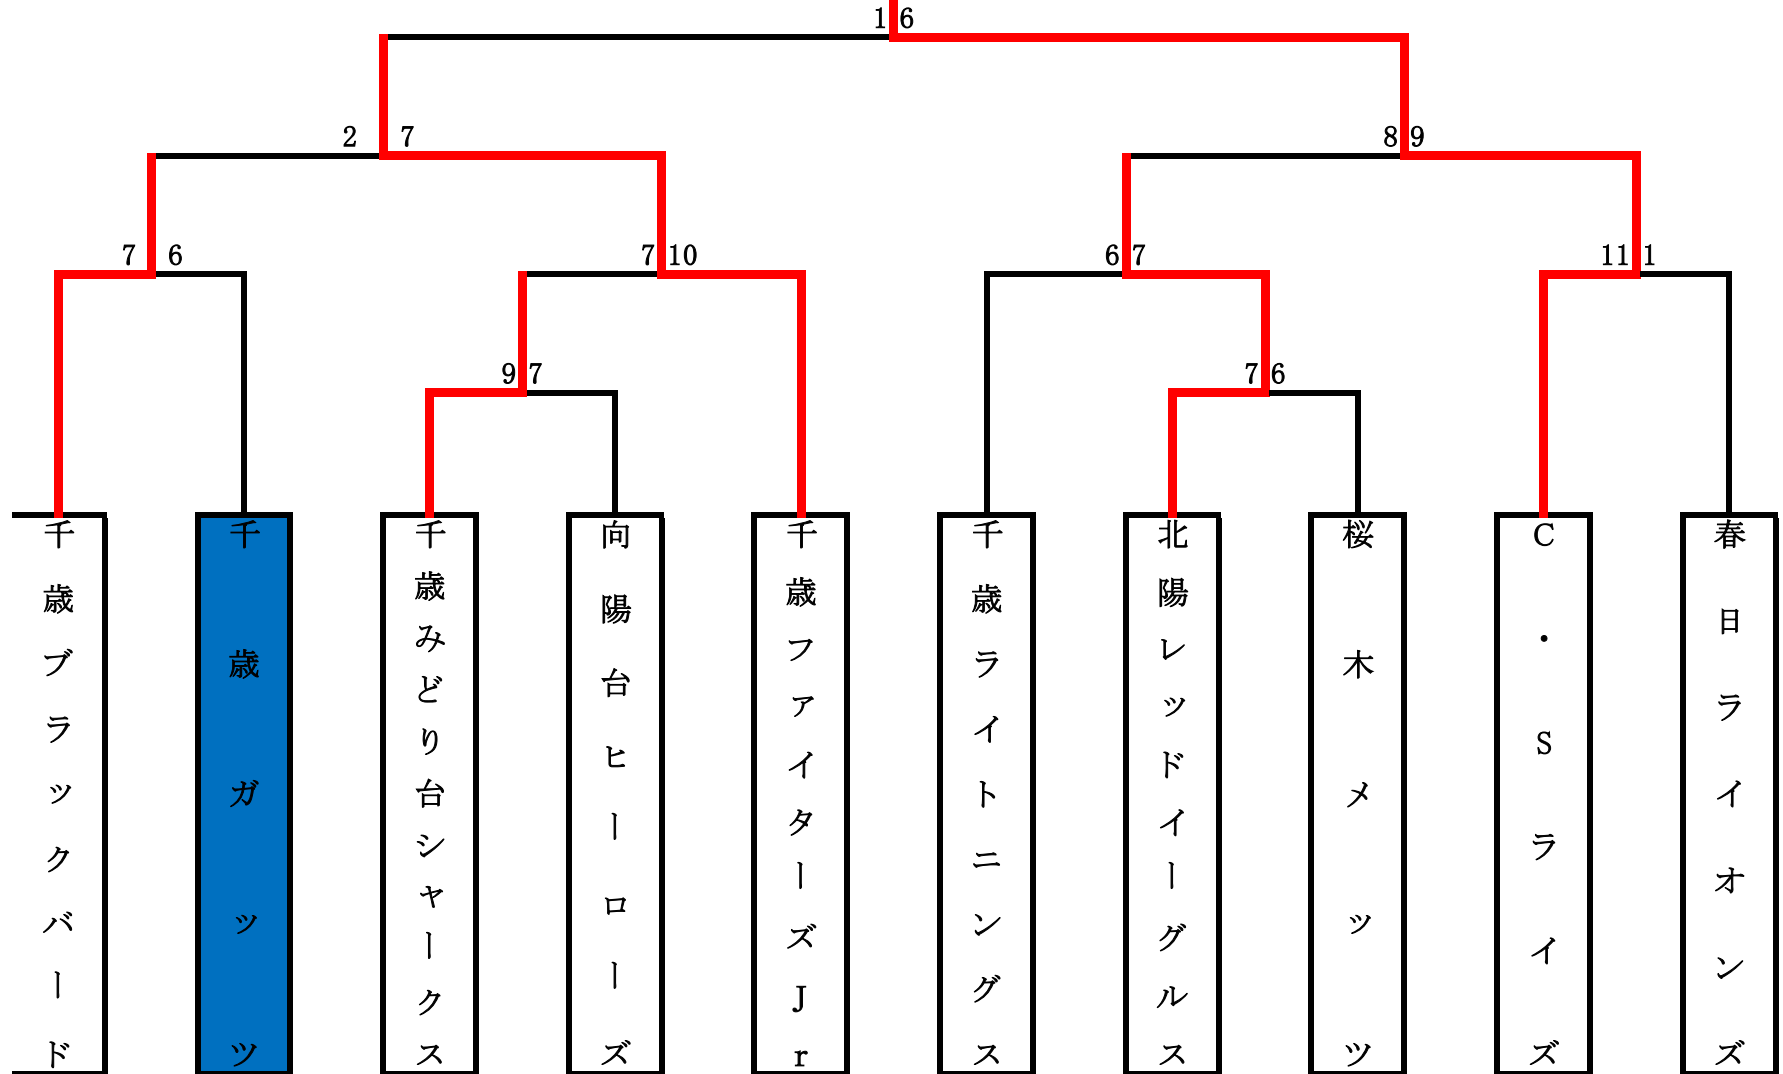 1 6
2 7
8 9
7 6
7 10
6 7
11 1
9 7
7 6
千歳ブラックバード
千歳ガッツ
千歳みどり台シャークス
向陽台ヒーローズ
千歳ファイターズJr
千歳ライトニングス
北陽レッドイーグルス
桜木メッツ
C・Sライズ
春日ライオンズ